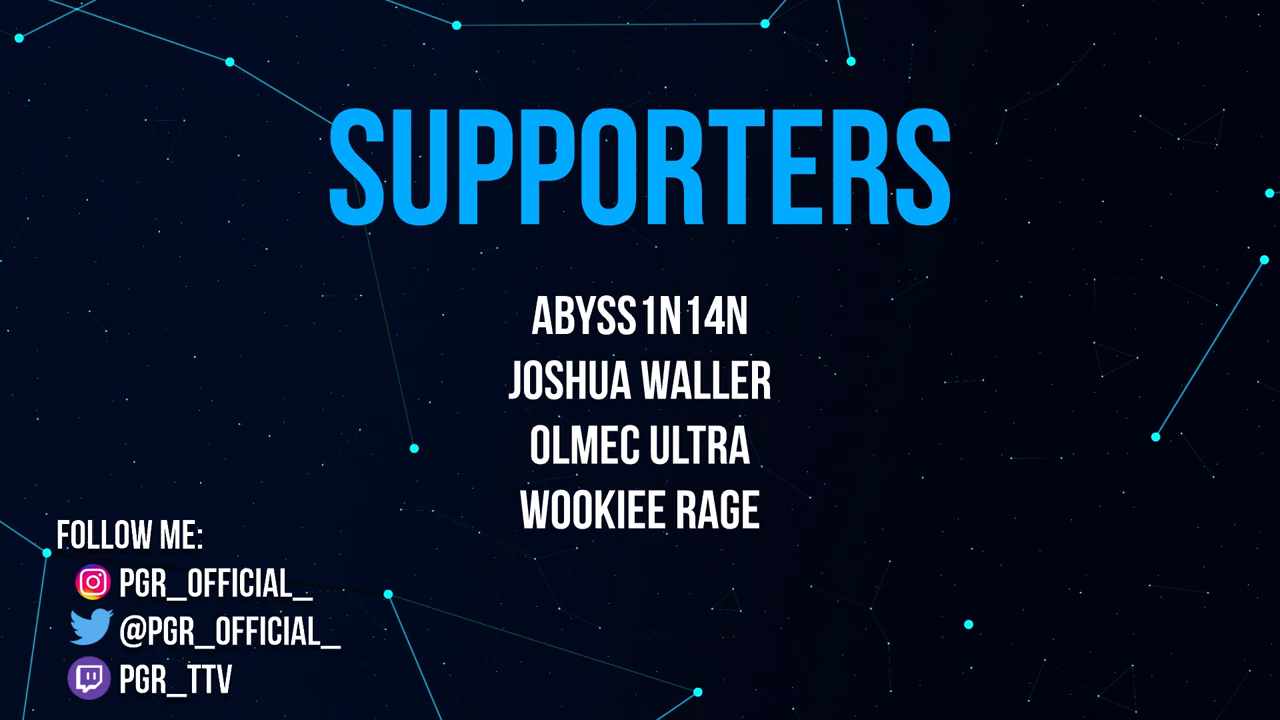 SUPPORTERS
ABYSS1N14N
JOSHUA WALLER
OLMEC ULTRA
WOOKIEE RAGE
FOLLOW ME:
PGR_OFFICIAL_
@PGR_OFFICIAL_
PGR_TTV